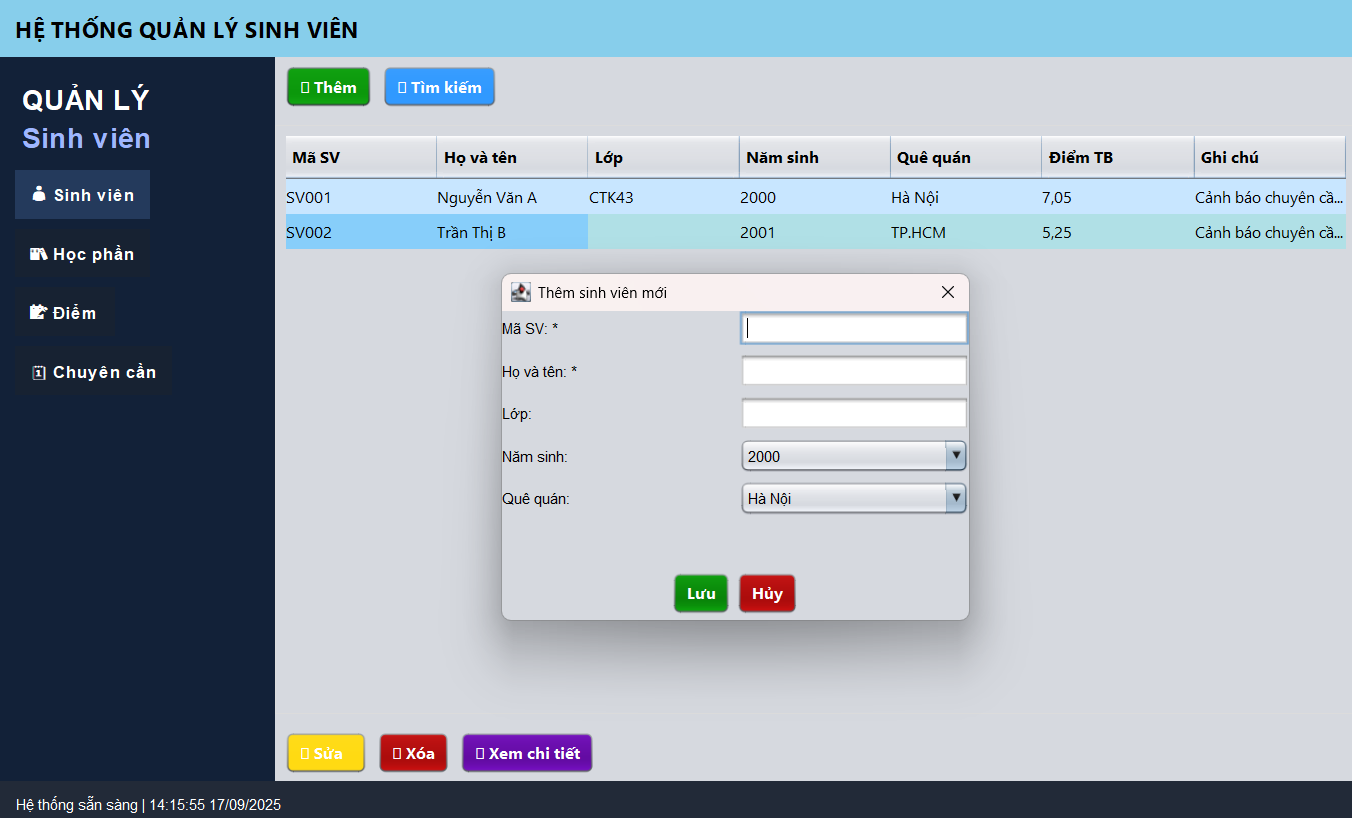 HỆ THỐNG QUẢN LÝ SINH VIÊN
QUẢN LÝ
Sinh viên
Sinh viên
Học phần
Điểm
Chuyên cần
Thêm
Tìm kiếm
Mã SV Họ và tên Lớp Năm sinh Quê quán Điểm TB Ghi chú
SV001 Nguyễn Văn A CTK43 2000 Hà Nội 7,05 Cảnh báo chuyên cầ...
SV002 Trần Thị B 2001 TP.HCM 5,25 Cảnh báo chuyên cầ...
Thêm sinh viên mới
Mã SV: *
Họ và tên: *
Lớp:
Năm sinh: 2000
Quê quán: Hà Nội
Lưu Hủy
Sửa Xóa Xem chi tiết
Hệ thống sẵn sàng | 14:15:55 17/09/2025